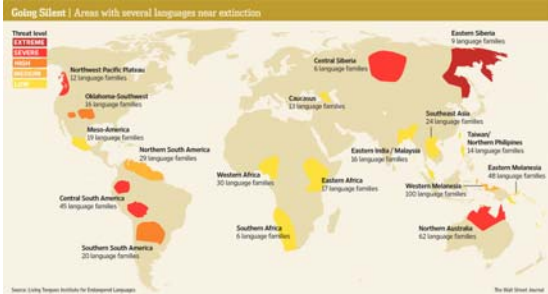 Going Silent | Areas with several languages near extinction
Threat level
EXTREME
SEVERE
HIGH
MEDIUM
LOW
Northwest Pacific Plateau
12 language families
Oklahoma-Southwest
16 language families
Meso-America
19 language families
Northern South America
29 language families
Central South America
45 language families
Southern South America
20 language families
Western Africa
30 language families
Southern Africa
6 language families
Eastern Africa
17 language families
Caucasus
13 language families
Central Siberia
6 language families
Eastern Siberia
9 language families
Southeast Asia
24 language families
Eastern India / Malaysia
16 language families
Taiwan/
Northern Philipines
14 language families
Eastern Melanesia
48 language families
Western Melanesia
100 language families
Northern Australia
62 language families
Source: Living Tongues Institute for Endangered Languages
The Wall Street Journal